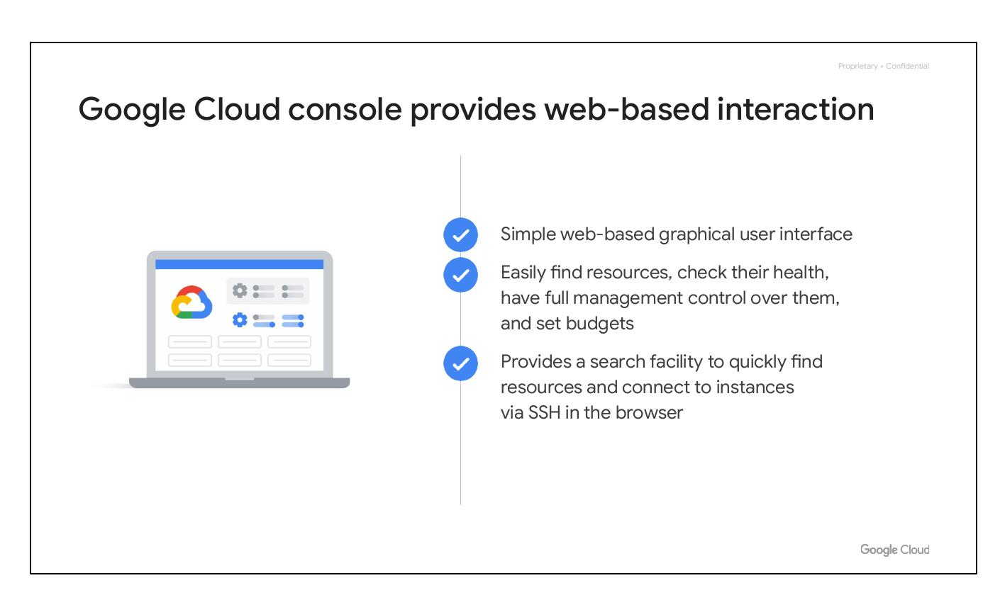 Proprietary + Confidential
Google Cloud console provides web-based interaction
Simple web-based graphical user interface
Easily find resources, check their health,
have full management control over them,
and set budgets
Provides a search facility to quickly find
resources and connect to instances
via SSH in the browser
Google Cloud